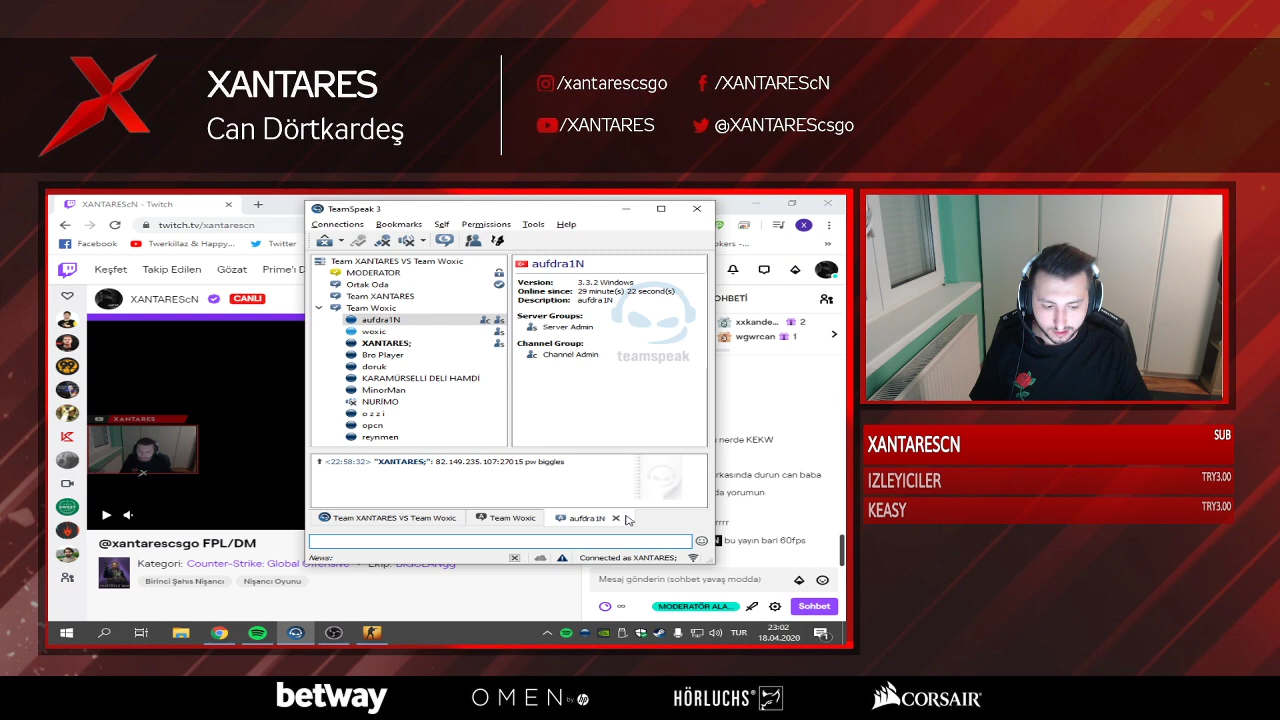 XANTARES
Can Dörtkardeş
/xantarescsgo
/XANTAREScN
/XANTARES
@XANTAREScsgo
XANTAREScN - Twitch
twitch.tv/xantarescn
Facebook
Twerkillaz & Happy...
Twitter
Keşfet
Takip Edilen
Gözat
Prime'ı D
XANTAREScN
CANLI
XANTARES
@xantarescsgo FPL/DM
Kategori: Counter-Strike: Global Offensive
Birinci Şahıs Nişancı
Nişancı Oyunu
TeamSpeak 3
Connections
Bookmarks
Self
Permissions
Tools
Help
Team XANTARES VS Team Woxic
MODERATOR
Ortak Oda
Team XANTARES
Team Woxic
aufdra1N
woxic
XANTARES;
Bro Player
doruk
KARAMÜRSELLİ DELİ HAMDİ
MinorMan
NURİMO
o z z i
opcn
reynmen
aufdra1N
Version: 3.3.2 Windows
Online since: 29 minute(s) 22 second(s)
Description: aufdra1N
Server Groups:
Server Admin
Channel Group:
Channel Admin
teamspeak
<22:58:32> "XANTARES;": 82.149.235.107:27015 pw biggles
Team XANTARES VS Team Woxic
Team Woxic
aufdra1N
News:
Connected as XANTARES;
okers -...
OHBETİ
xxkande...
2
wgwrcan
1
nerde KEKW
rkasında durun can baba
da yorumun
rrrr
bu yayın bari 60fps
Mesaj gönderin (sohbet yavaş modda)
MODERATÖR ALA...
Sohbet
TUR
23:02
18.04.2020
XANTARESCN
SUB
IZLEYICILER
TRY3.00
KEASY
TRY3.00
betway
OMEN by hp
HÖRLUCHS®
CORSAIR